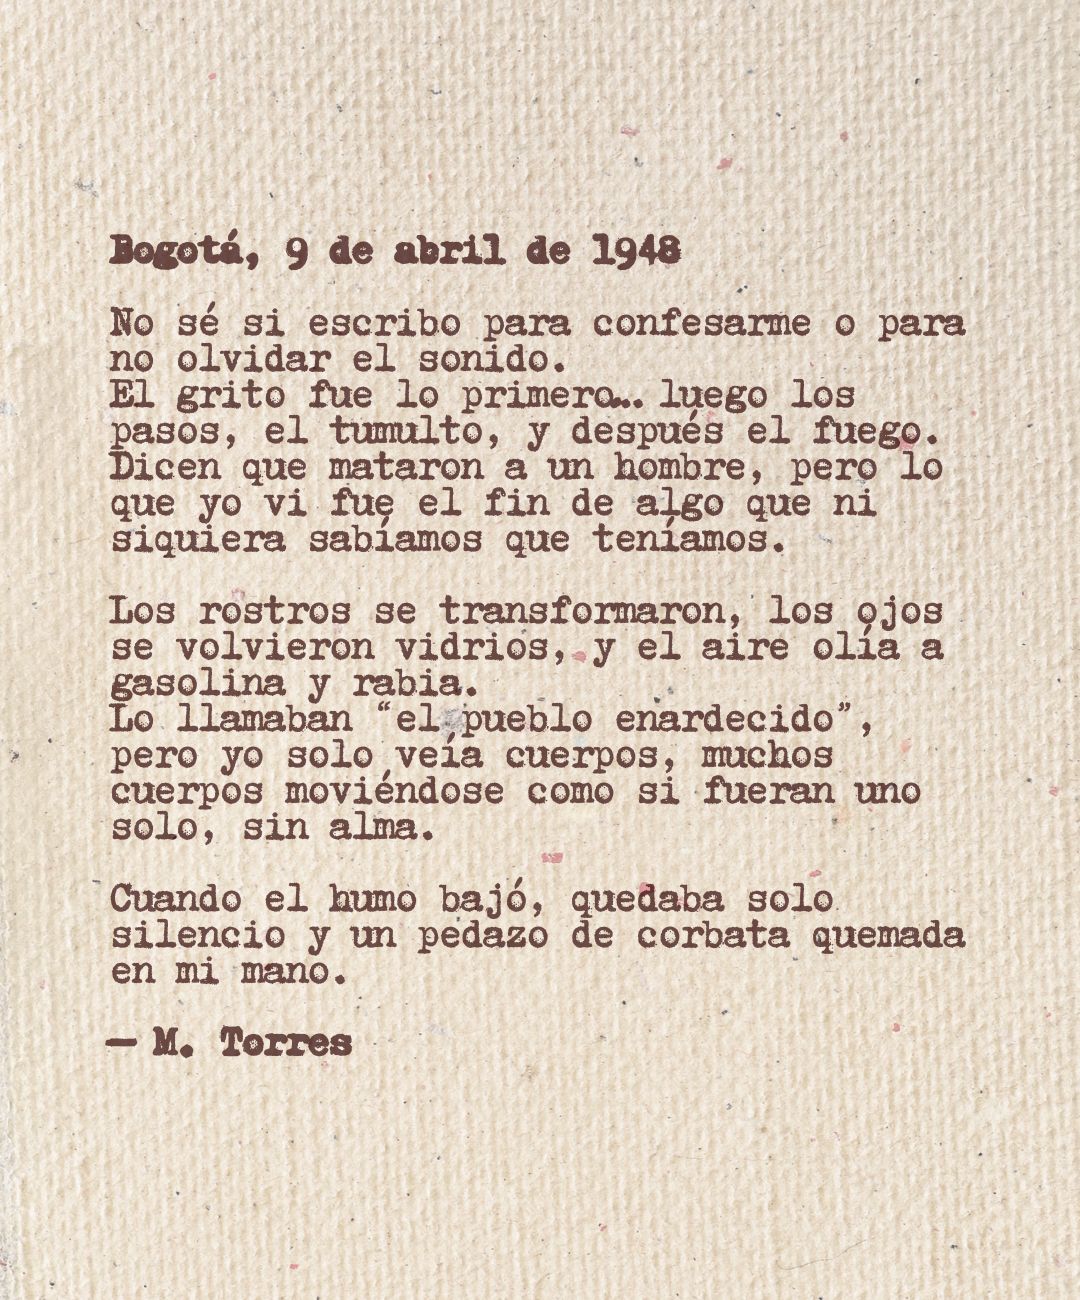 Bogotá, 9 de abril de 1948
No sé si escribo para confesarme o para
no olvidar el sonido.
El grito fue lo primero… luego los
pasos, el tumulto, y después el fuego.
Dicen que mataron a un hombre, pero lo
que yo vi fue el fin de algo que ni
siquiera sabíamos que teníamos.
Los rostros se transformaron, los ojos
se volvieron vidrios, y el aire olía a
gasolina y rabia.
Lo llamaban “el pueblo enardecido”,
pero yo solo veía cuerpos, muchos
cuerpos moviéndose como si fueran uno
solo, sin alma.
Cuando el humo bajó, quedaba solo
silencio y un pedazo de corbata quemada
en mi mano.
— M. Torres